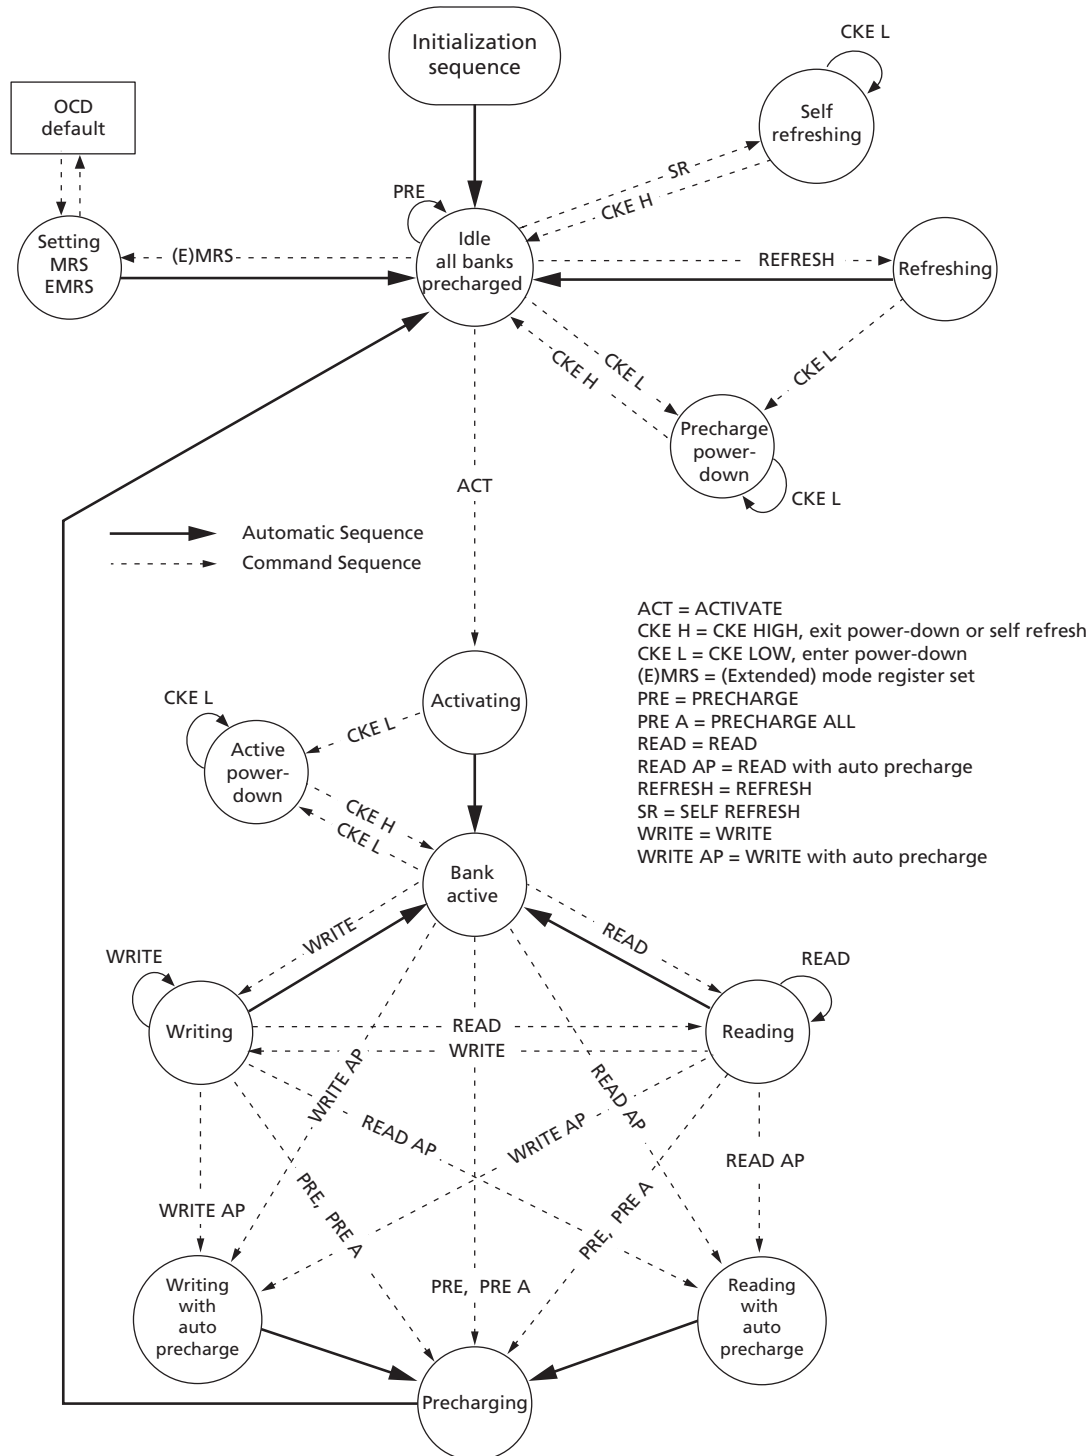 Initialization
sequence
CKE L
OCD
default
Self
refreshing
SR
CKE H
PRE
Setting
MRS
EMRS
(E)MRS
Idle
all banks
precharged
REFRESH
Refreshing
CKE L
CKE H
CKE L
Precharge
power-
down
CKE L
ACT
Automatic Sequence
Command Sequence
ACT = ACTIVATE
CKE H = CKE HIGH, exit power-down or self refresh
CKE L = CKE LOW, enter power-down
(E)MRS = (Extended) mode register set
PRE = PRECHARGE
PRE A = PRECHARGE ALL
READ = READ
READ AP = READ with auto precharge
REFRESH = REFRESH
SR = SELF REFRESH
WRITE = WRITE
WRITE AP = WRITE with auto precharge
Activating
CKE L
CKE L
Active
power-
down
CKE H
CKE L
Bank
active
WRITE
READ
WRITE
READ
Writing
READ
WRITE
Reading
WRITE AP
READ AP
READ AP
WRITE AP
READ AP
WRITE AP
PRE, PRE A
PRE, PRE A
PRE, PRE A
Writing
with
auto
precharge
Reading
with
auto
precharge
Precharging